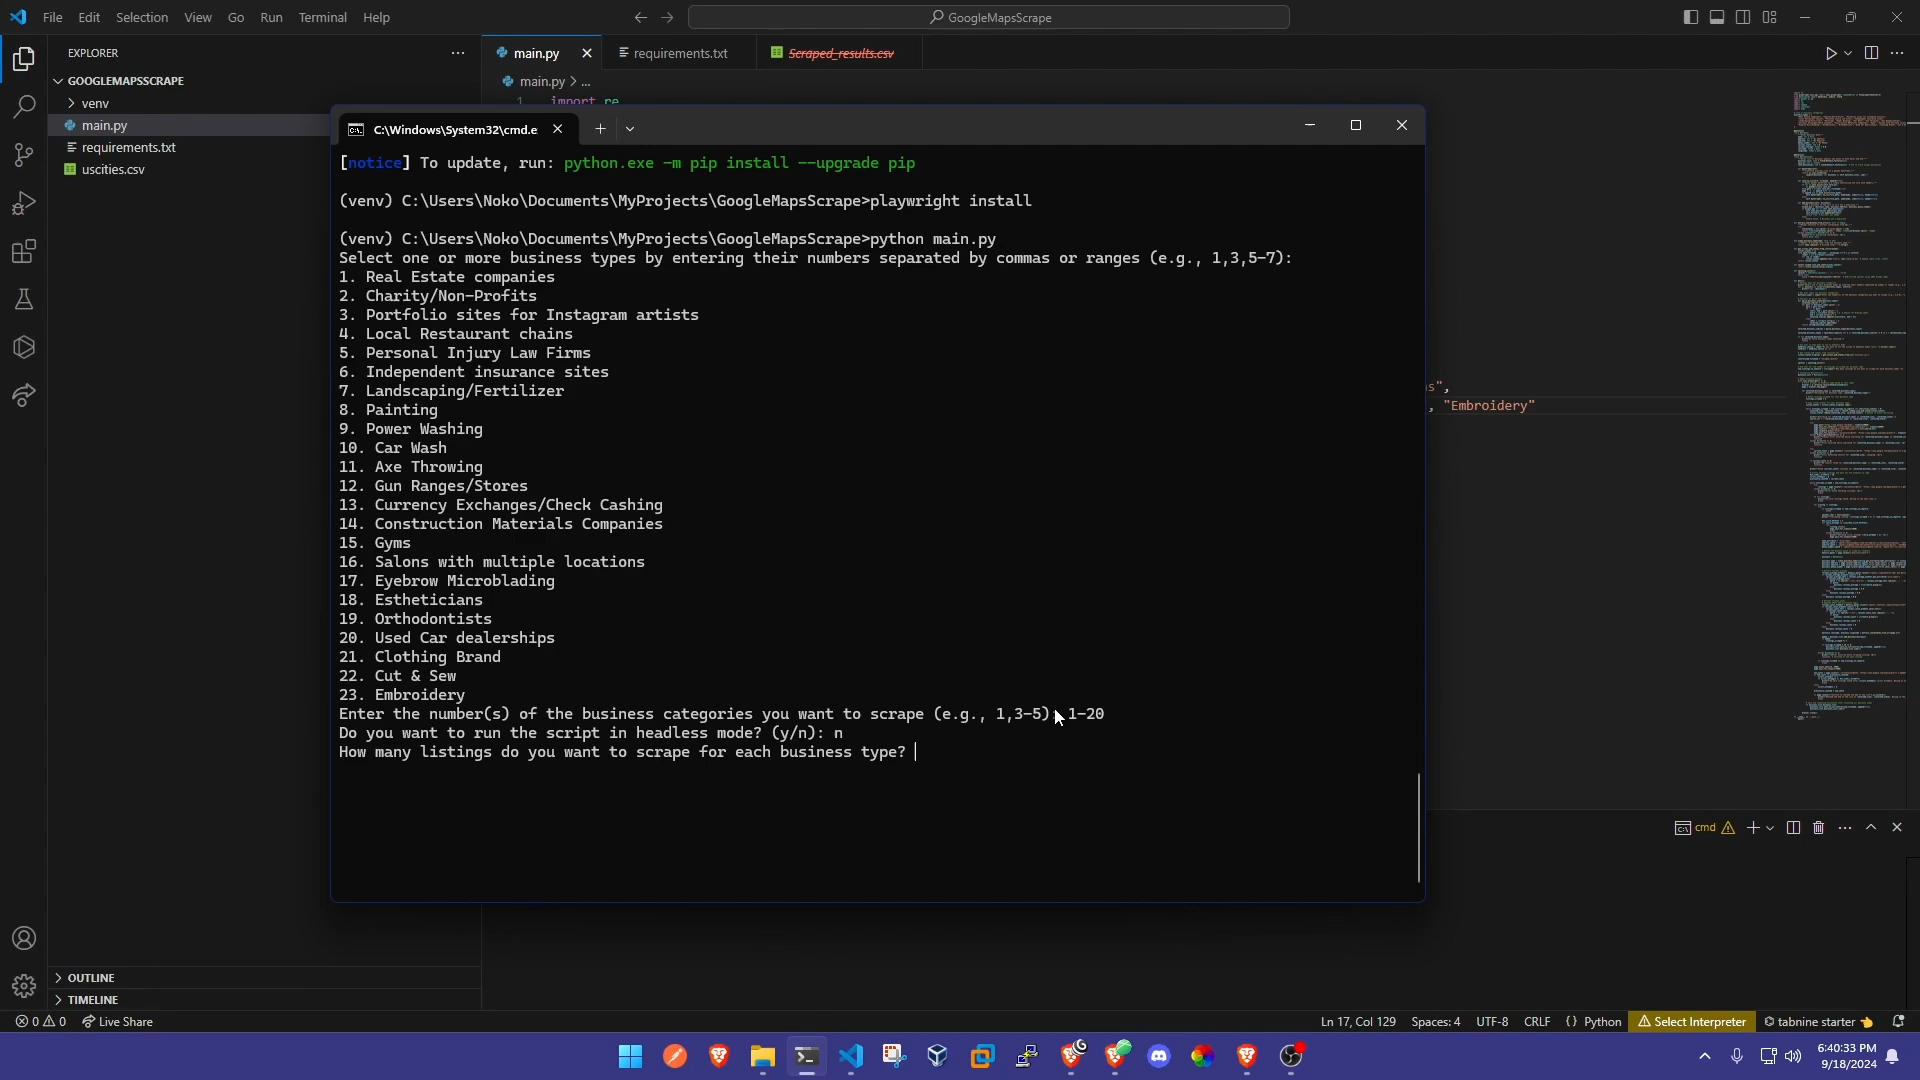 File Edit Selection View Go Run Terminal Help
GoogleMapsScrape
EXPLORER
main.py
requirements.txt
Scraped_results.csv
GOOGLEMAPSSCRAPE
main.py > ...
venv
1 import re
main.py
requirements.txt
uscities.csv
C:\Windows\System32\cmd.e
[notice] To update, run: python.exe -m pip install --upgrade pip
(venv) C:\Users\Noko\Documents\MyProjects\GoogleMapsScrape>playwright install
(venv) C:\Users\Noko\Documents\MyProjects\GoogleMapsScrape>python main.py
Select one or more business types by entering their numbers separated by commas or ranges (e.g., 1,3,5-7):
1. Real Estate companies
2. Charity/Non-Profits
3. Portfolio sites for Instagram artists
4. Local Restaurant chains
5. Personal Injury Law Firms
6. Independent insurance sites
7. Landscaping/Fertilizer
8. Painting
9. Power Washing
10. Car Wash
11. Axe Throwing
12. Gun Ranges/Stores
13. Currency Exchanges/Check Cashing
14. Construction Materials Companies
15. Gyms
16. Salons with multiple locations
17. Eyebrow Microblading
18. Estheticians
19. Orthodontists
20. Used Car dealerships
21. Clothing Brand
22. Cut & Sew
23. Embroidery
Enter the number(s) of the business categories you want to scrape (e.g., 1,3-5): 1-20
Do you want to run the script in headless mode? (y/n): n
How many listings do you want to scrape for each business type?
s",
, "Embroidery"
cmd
OUTLINE
TIMELINE
0 0 Live Share
Ln 17, Col 129 Spaces: 4 UTF-8 CRLF {} Python Select Interpreter tabnine starter
6:40:33 PM
9/18/2024